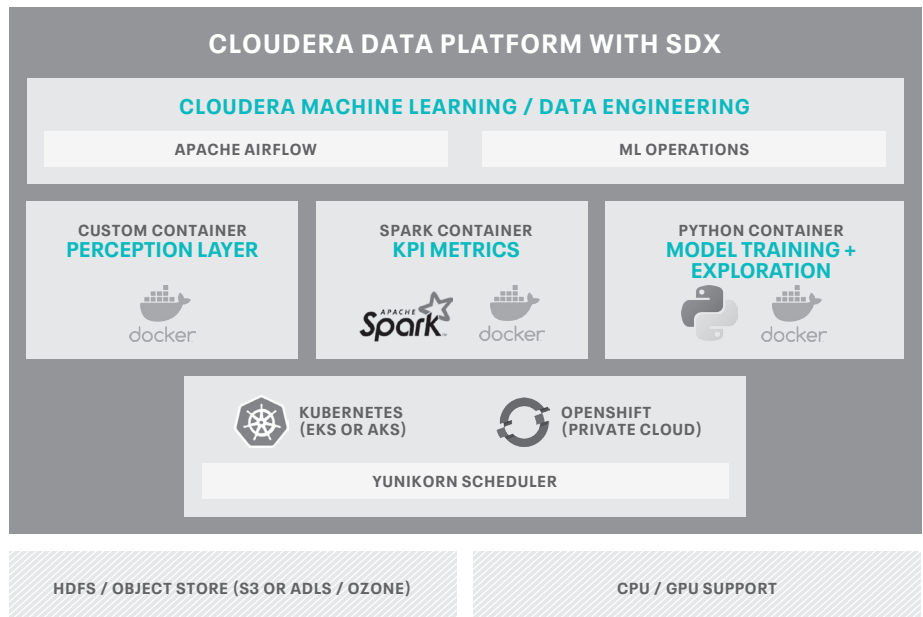 CLOUDERA DATA PLATFORM WITH SDX
CLOUDERA MACHINE LEARNING / DATA ENGINEERING
APACHE AIRFLOW
ML OPERATIONS
CUSTOM CONTAINER
PERCEPTION LAYER
docker
SPARK CONTAINER
KPI METRICS
APACHE
Spark
docker
PYTHON CONTAINER
MODEL TRAINING +
EXPLORATION
docker
KUBERNETES
(EKS OR AKS)
OPENSHIFT
(PRIVATE CLOUD)
YUNIKORN SCHEDULER
HDFS / OBJECT STORE (S3 OR ADLS / OZONE)
CPU / GPU SUPPORT